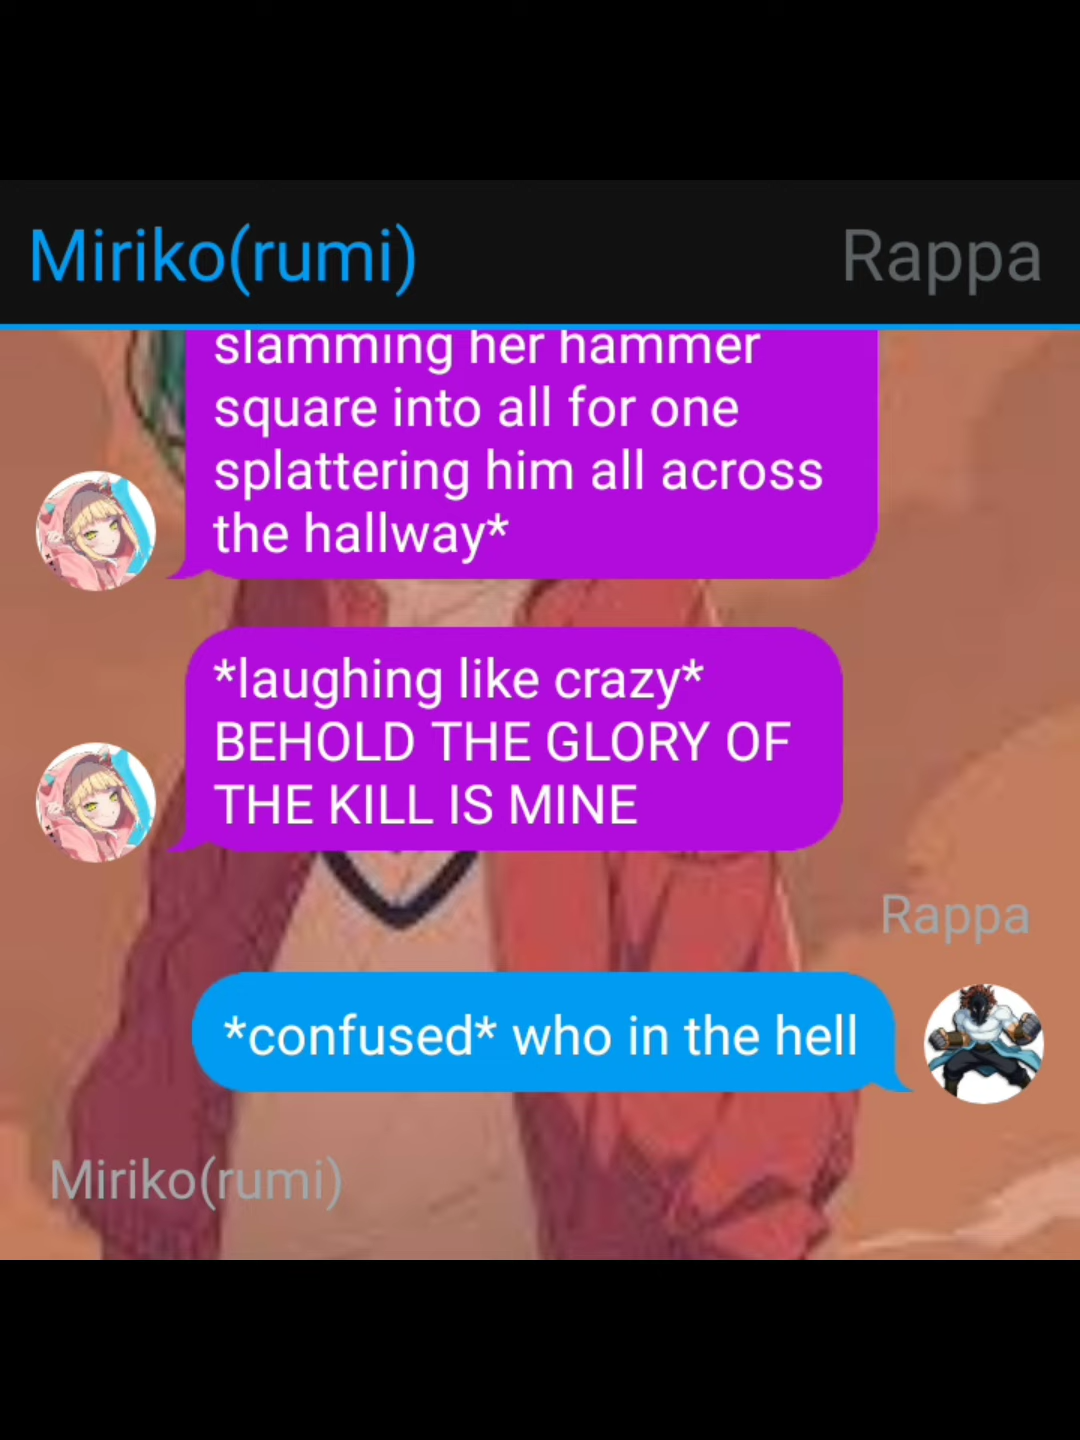 Miriko(rumi) Rappa
slamming her hammer
square into all for one
splattering him all across
the hallway*
*laughing like crazy*
BEHOLD THE GLORY OF
THE KILL IS MINE
Rappa
*confused* who in the hell
Miriko(rumi)